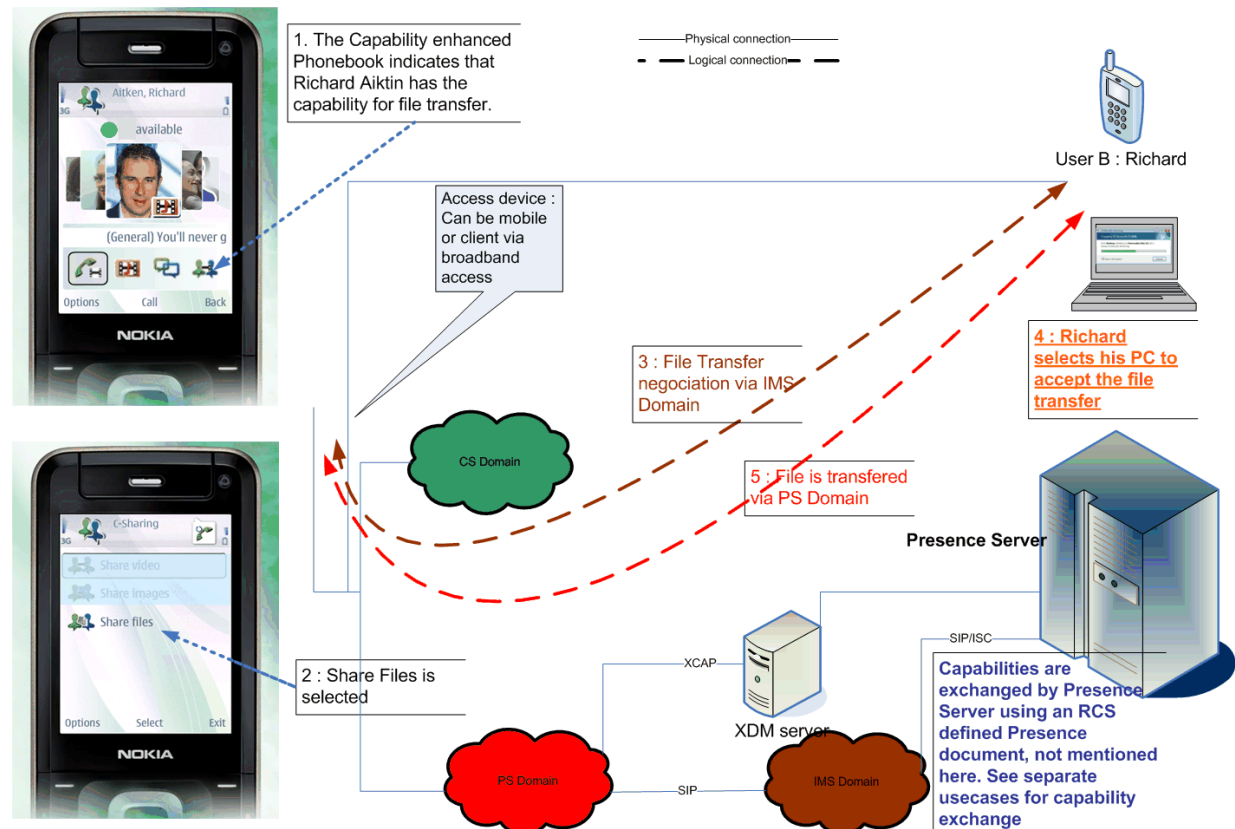 3G
Aitken, Richard
available
(General) You'll never g
Options
Call
Back
NOKIA
1. The Capability enhanced
Phonebook indicates that
Richard Aiktin has the
capability for file transfer.
Physical connection
Logical connection
User B : Richard
Access device :
Can be mobile
or client via
broadband
access
3 : File Transfer
negociation via IMS
Domain
4 : Richard
selects his PC to
accept the file
transfer
CS Domain
5 : File is transfered
via PS Domain
Presence Server
3G
C-Sharing
Share video
Share images
Share files
Options
Select
Exit
NOKIA
2 : Share Files is
selected
XCAP
XDM server
SIP/ISC
PS Domain
SIP
IMS Domain
Capabilities are
exchanged by Presence
Server using an RCS
defined Presence
document, not mentioned
here. See separate
usecases for capability
exchange